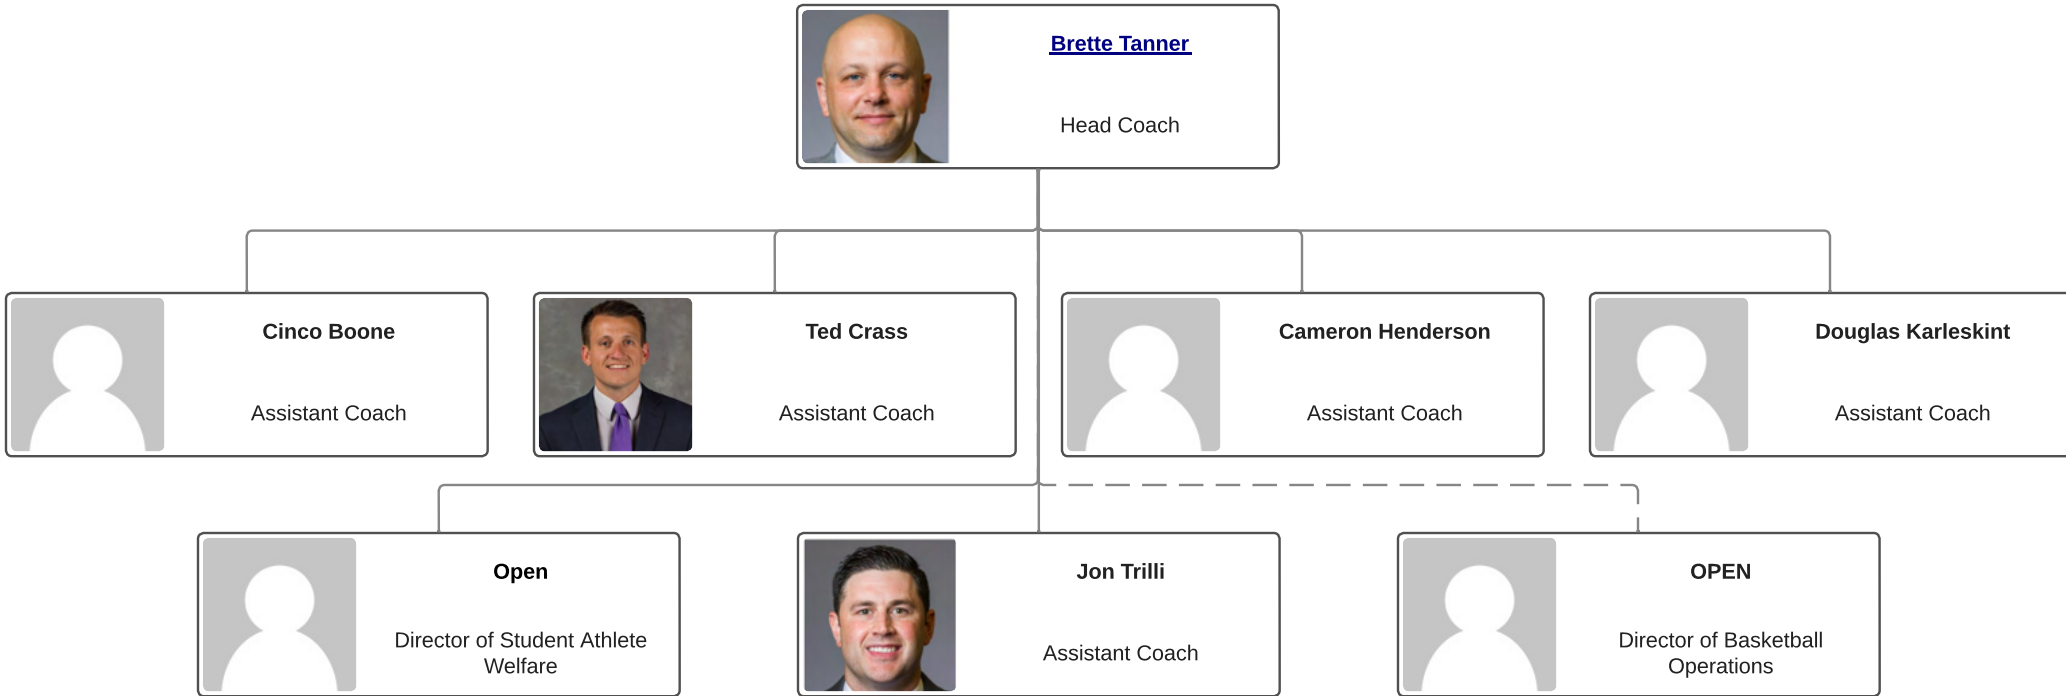 Brette Tanner
Head Coach
Cinco Boone
Assistant Coach
Ted Crass
Assistant Coach
Cameron Henderson
Assistant Coach
Douglas Karleskint
Assistant Coach
Open
Director of Student Athlete
Welfare
Jon Trilli
Assistant Coach
OPEN
Director of Basketball
Operations